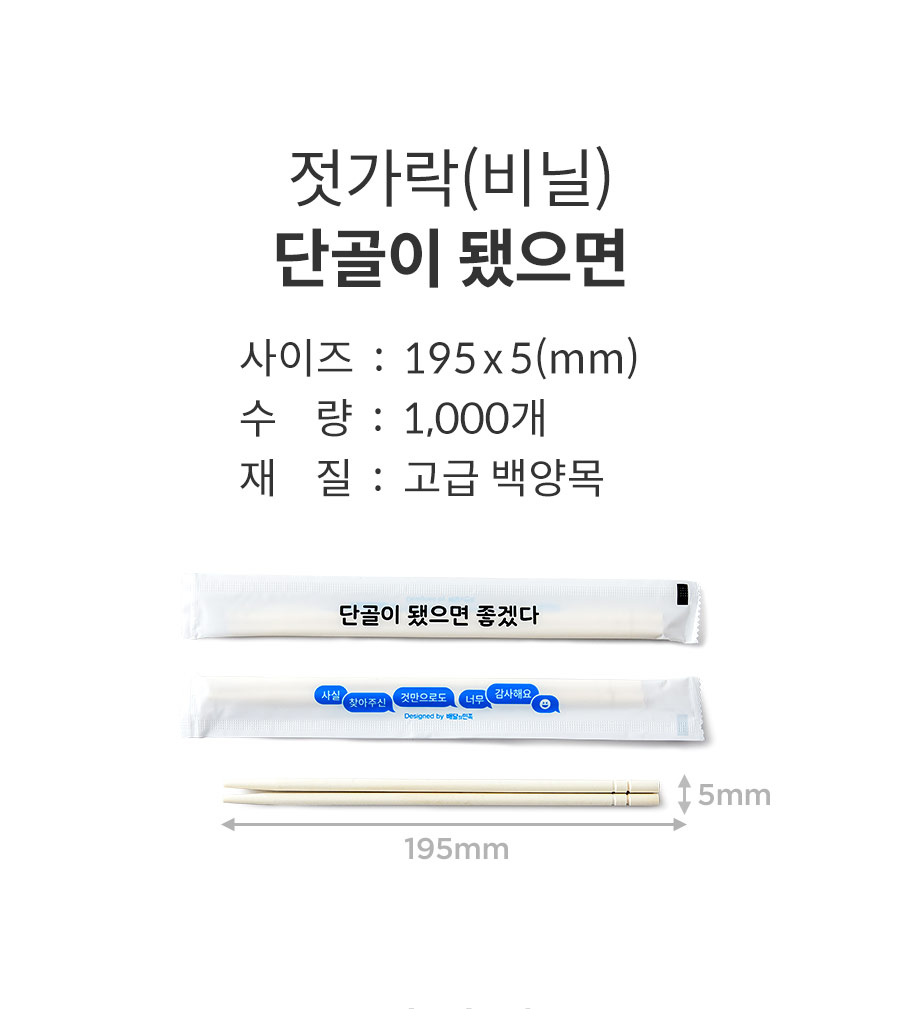 젓가락(비닐)
단골이 됐으면
사이즈 : 195 x 5(mm)
수 량 : 1,000개
재 질 : 고급 백양목
단골이 됐으면 좋겠다
사실 찾아주신 것만으로도 너무 감사해요
Designed by 배달의민족
5mm
195mm